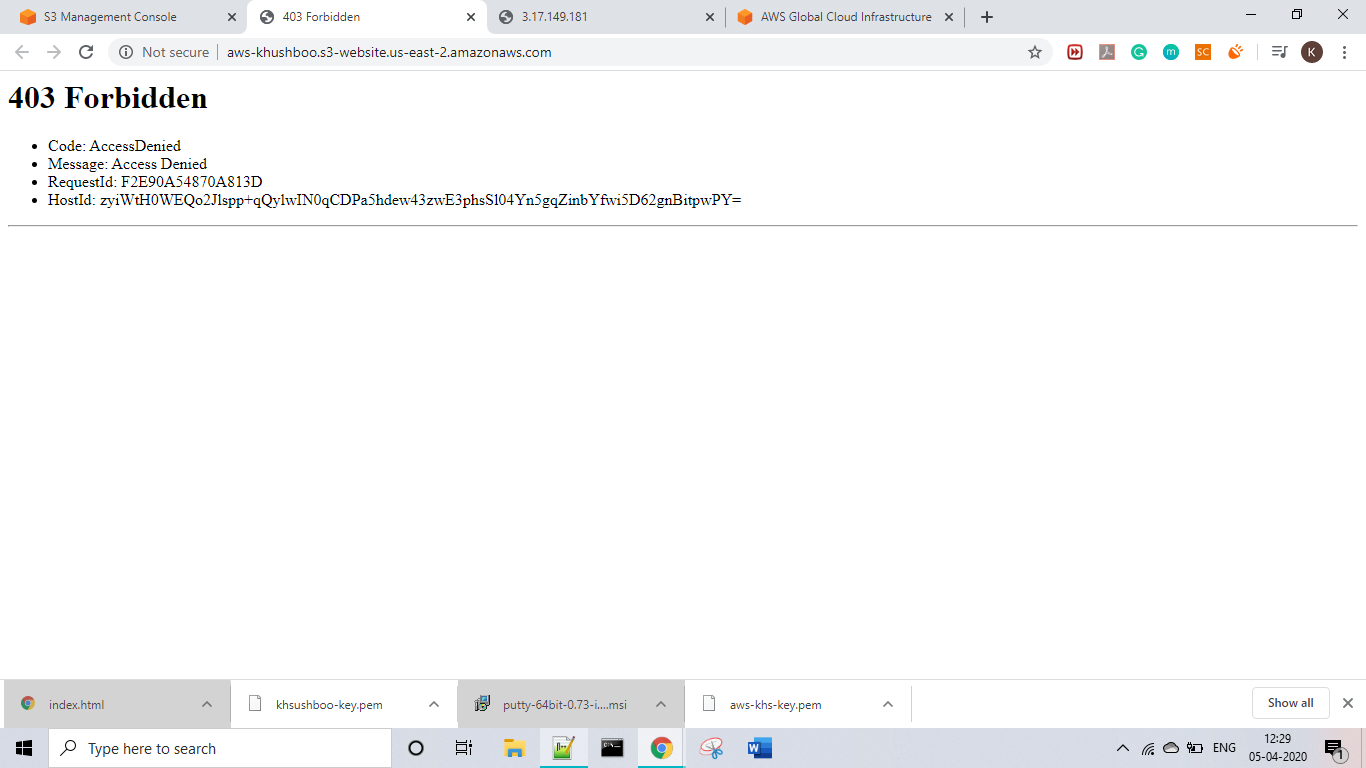 S3 Management Console
403 Forbidden
3.17.149.181
AWS Global Cloud Infrastructure
Not secure
aws-khushboo.s3-website.us-east-2.amazonaws.com
SC
m
K
403 Forbidden
Code: AccessDenied
Message: Access Denied
RequestId: F2E90A54870A813D
HostId: zyiWtH0WEQo2Jlspp+qQylwIN0qCDPa5hdew43zwE3phsSl04Yn5gqZinbYfwi5D62gnBitpwPY=
index.html
khsushboo-key.pem
putty-64bit-0.73-i....msi
aws-khs-key.pem
Show all
Type here to search
ENG
12:29
05-04-2020
1